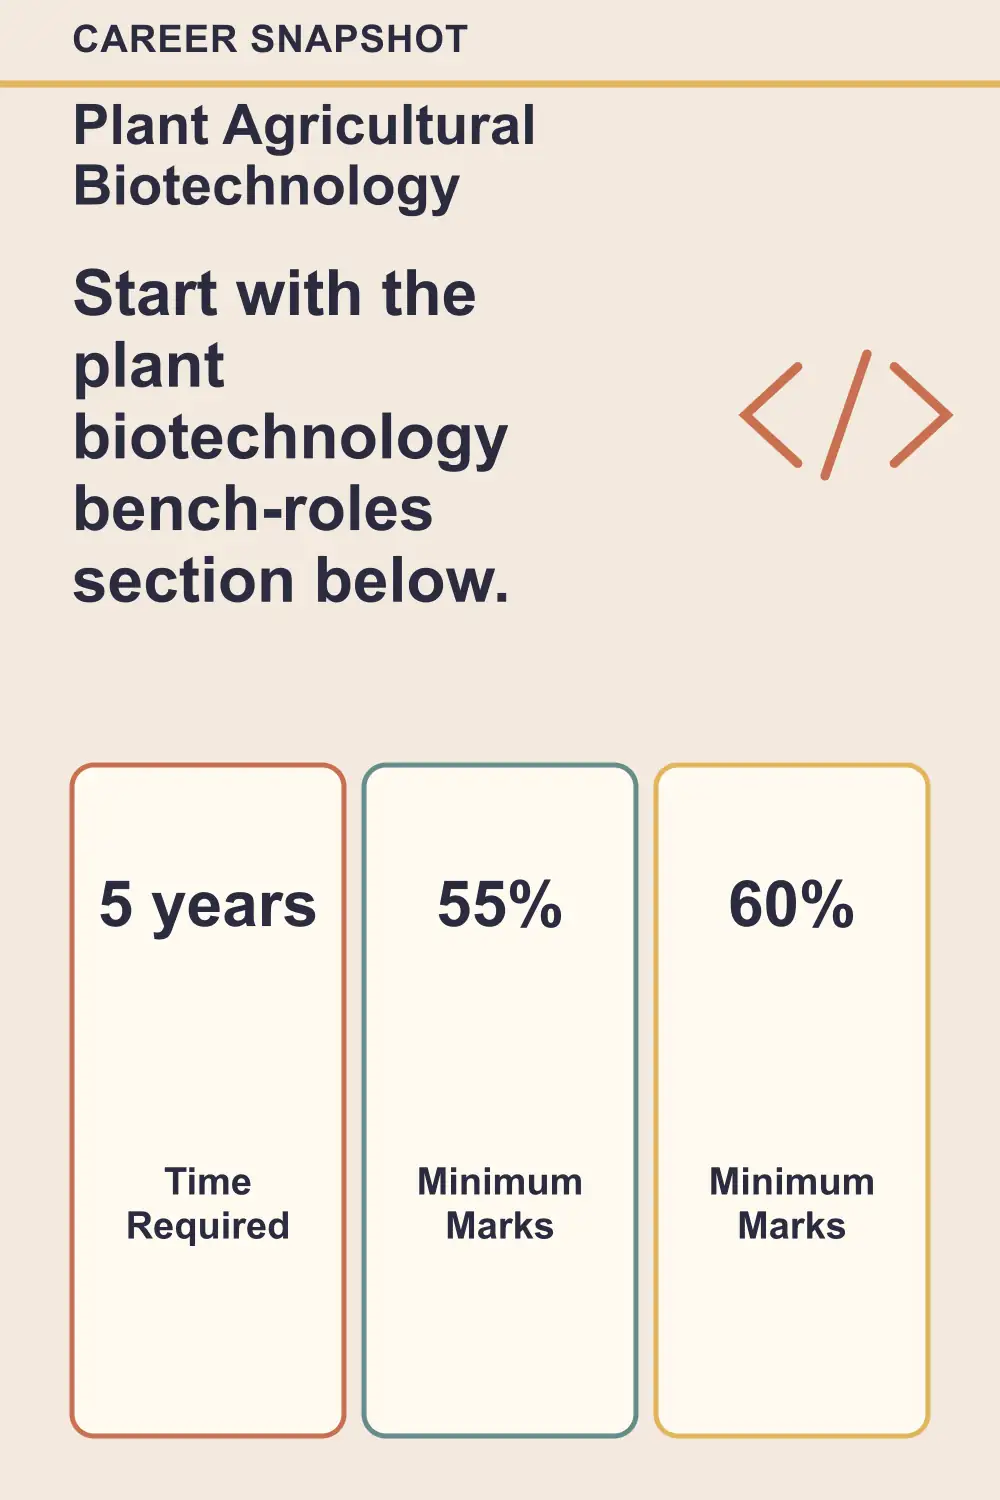 CAREER SNAPSHOT
Plant Agricultural
Biotechnology
Start with the
plant
biotechnology
bench-roles
section below.
5 years
55%
60%
Time
Required
Minimum
Marks
Minimum
Marks